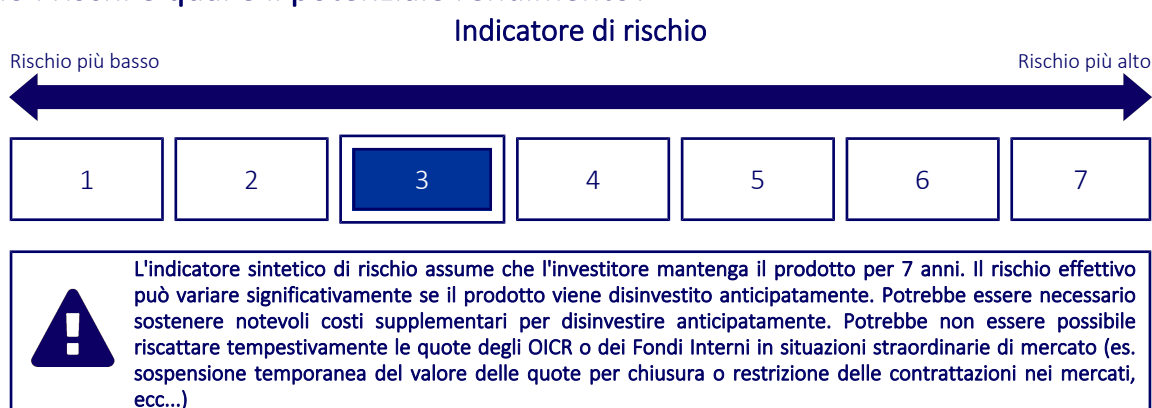 Indicatore di rischio
Rischio più basso
Rischio più alto
1 2 3 4 5 6 7
L'indicatore sintetico di rischio assume che l'investitore mantenga il prodotto per 7 anni. Il rischio effettivo
può variare significativamente se il prodotto viene disinvestito anticipatamente. Potrebbe essere necessario
sostenere notevoli costi supplementari per disinvestire anticipatamente. Potrebbe non essere possibile
riscattare tempestivamente le quote degli OICR o dei Fondi Interni in situazioni straordinarie di mercato (es.
sospensione temporanea del valore delle quote per chiusura o restrizione delle contrattazioni nei mercati,
ecc...)